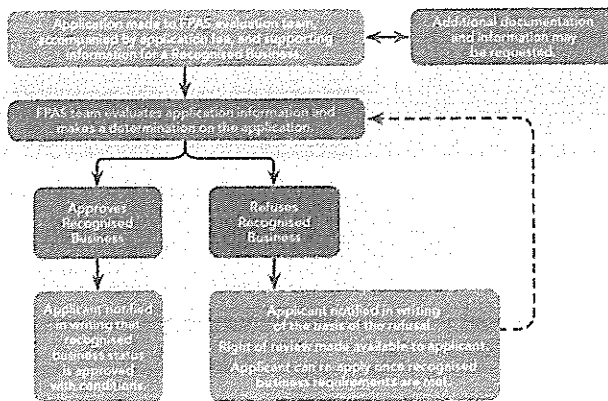 Application made to FPAS evaluation team,
accompanied by application fee, and supporting
information for a Recognised Business.
Additional documentation
and information may
be requested.
FPAS team evaluates application information and
makes a determination on the application.
Approves
Recognised
Business
Refuses
Recognised
Business
Applicant notified
in writing that
recognised
business status
is approved
with conditions.
Applicant notified in writing
of the basis of the refusal.
Right of review made available to applicant.
Applicant can re-apply once recognised
business requirements are met.